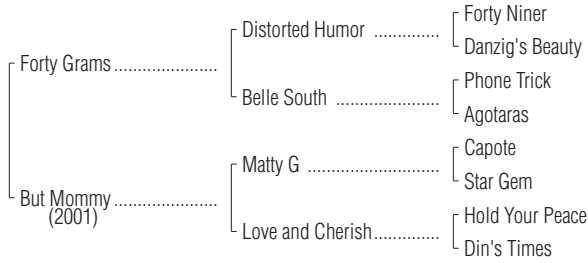 Forty Niner
Distorted Humor ................
Danzig's Beauty
Forty Grams .....................
Phone Trick
Belle South .....................
Agotaras
Capote
Matty G ..........................
Star Gem
But Mommy .....................
(2001)
Hold Your Peace
Love and Cherish .............
Din's Times